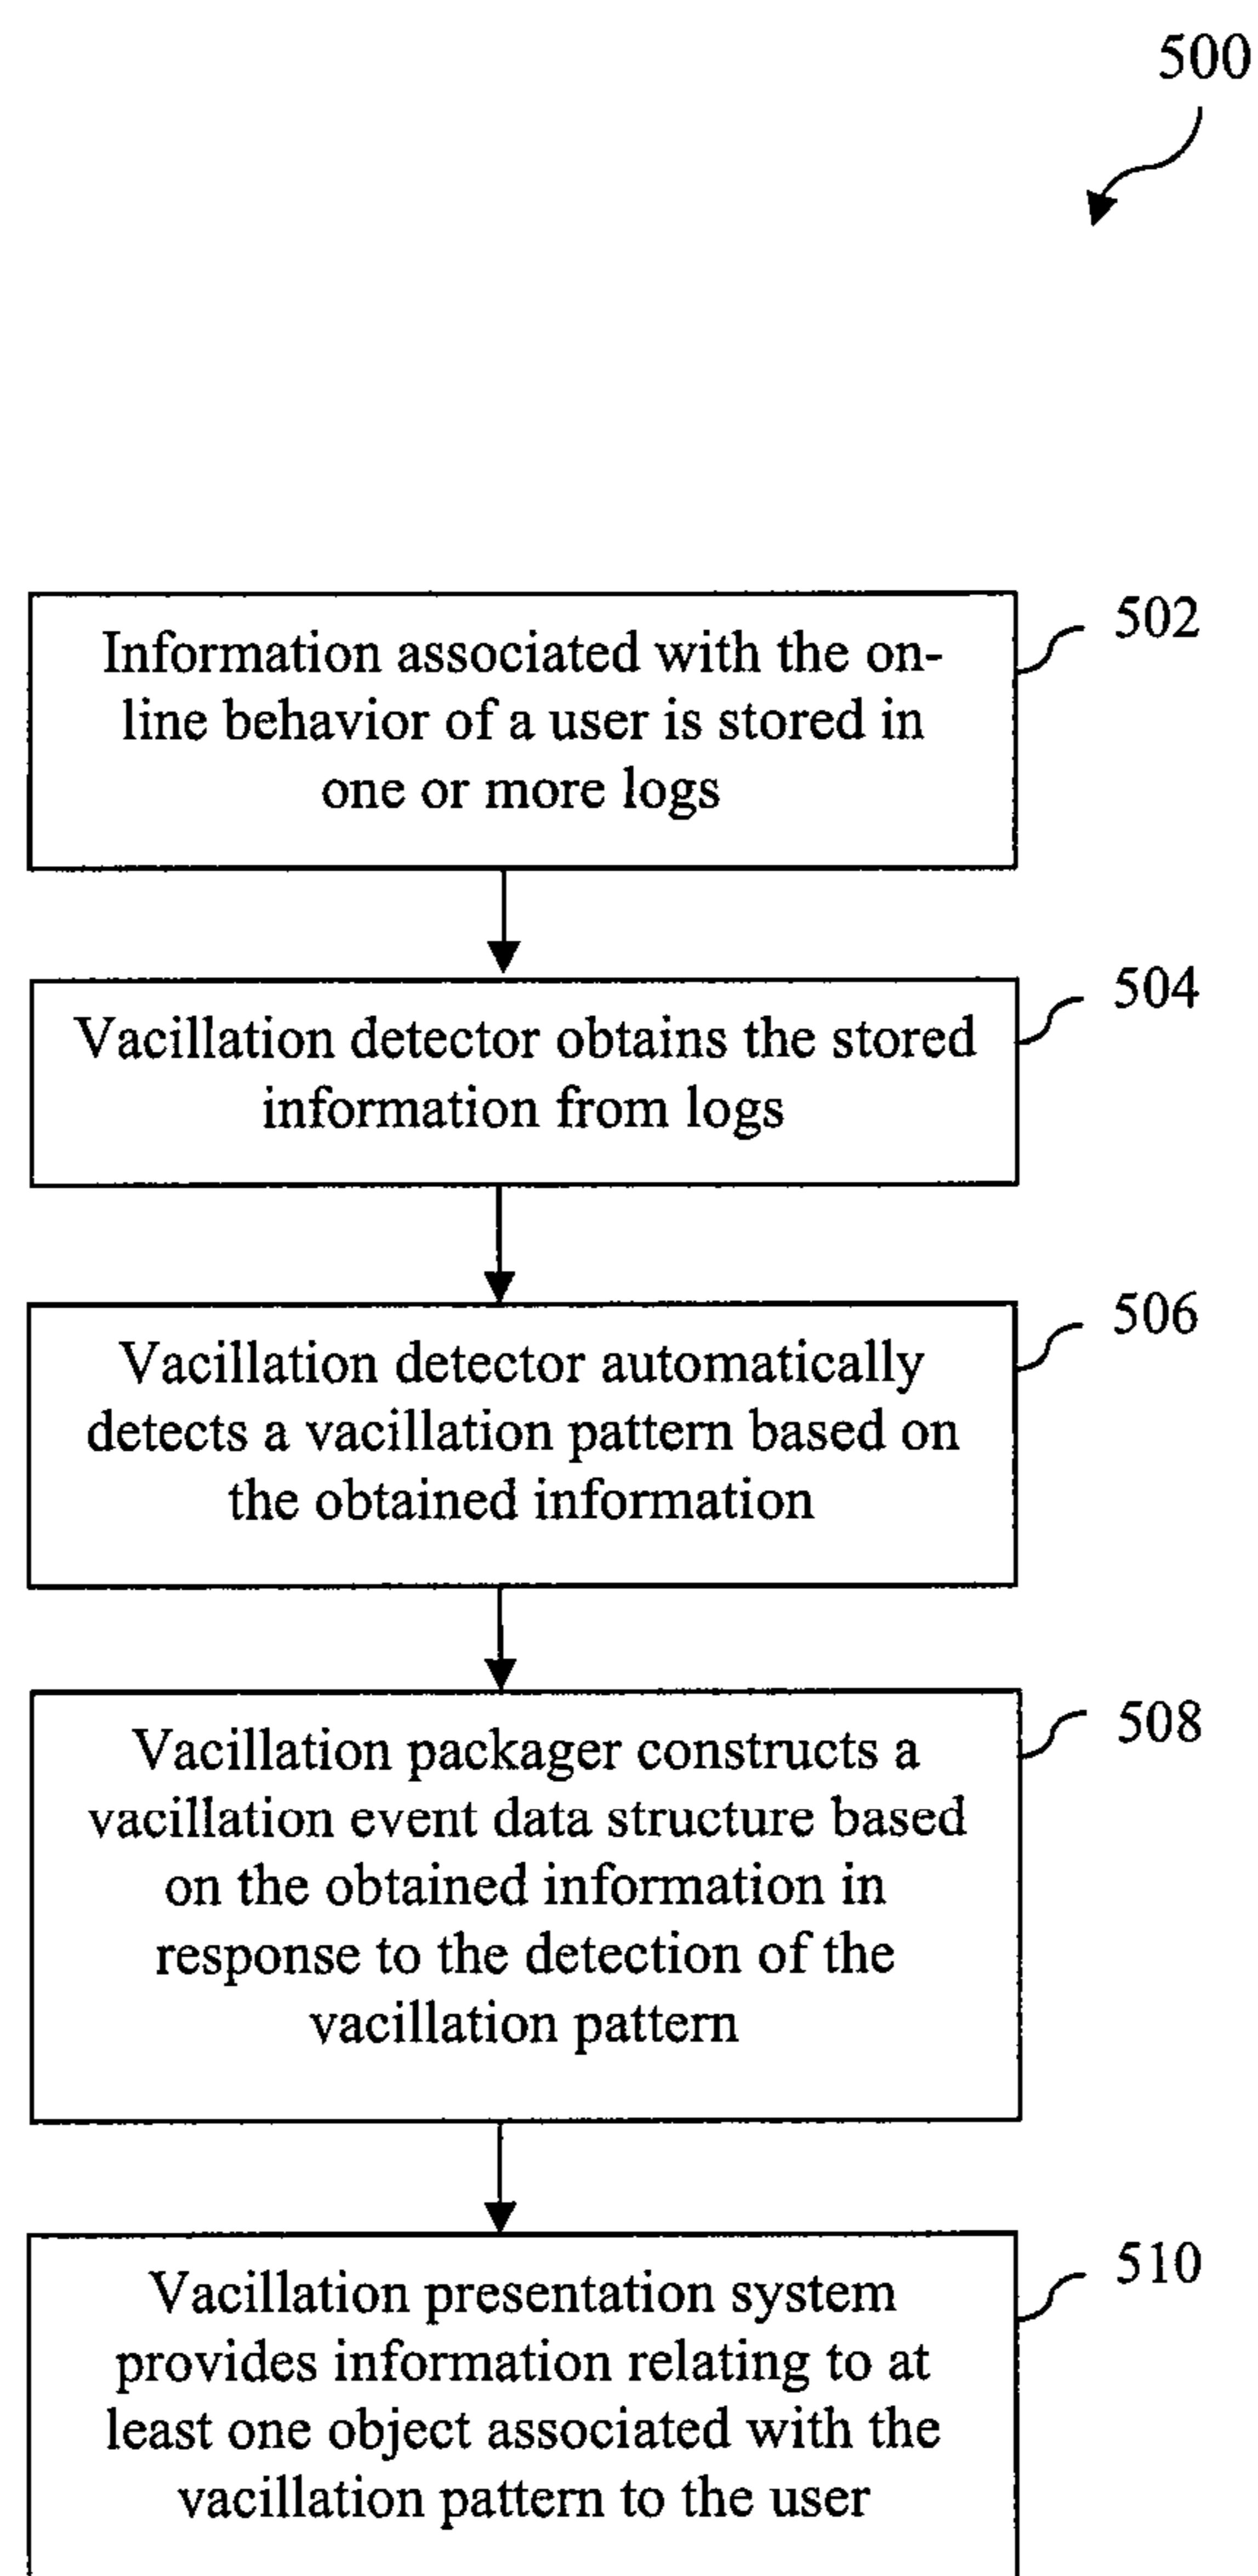 500
Information associated with the on-
line behavior of a user is stored in
one or more logs
502
Vacillation detector obtains the stored
information from logs
504
Vacillation detector automatically
detects a vacillation pattern based on
the obtained information
506
Vacillation packager constructs a
vacillation event data structure based
on the obtained information in
response to the detection of the
vacillation pattern
508
Vacillation presentation system
provides information relating to at
least one object associated with the
vacillation pattern to the user
510